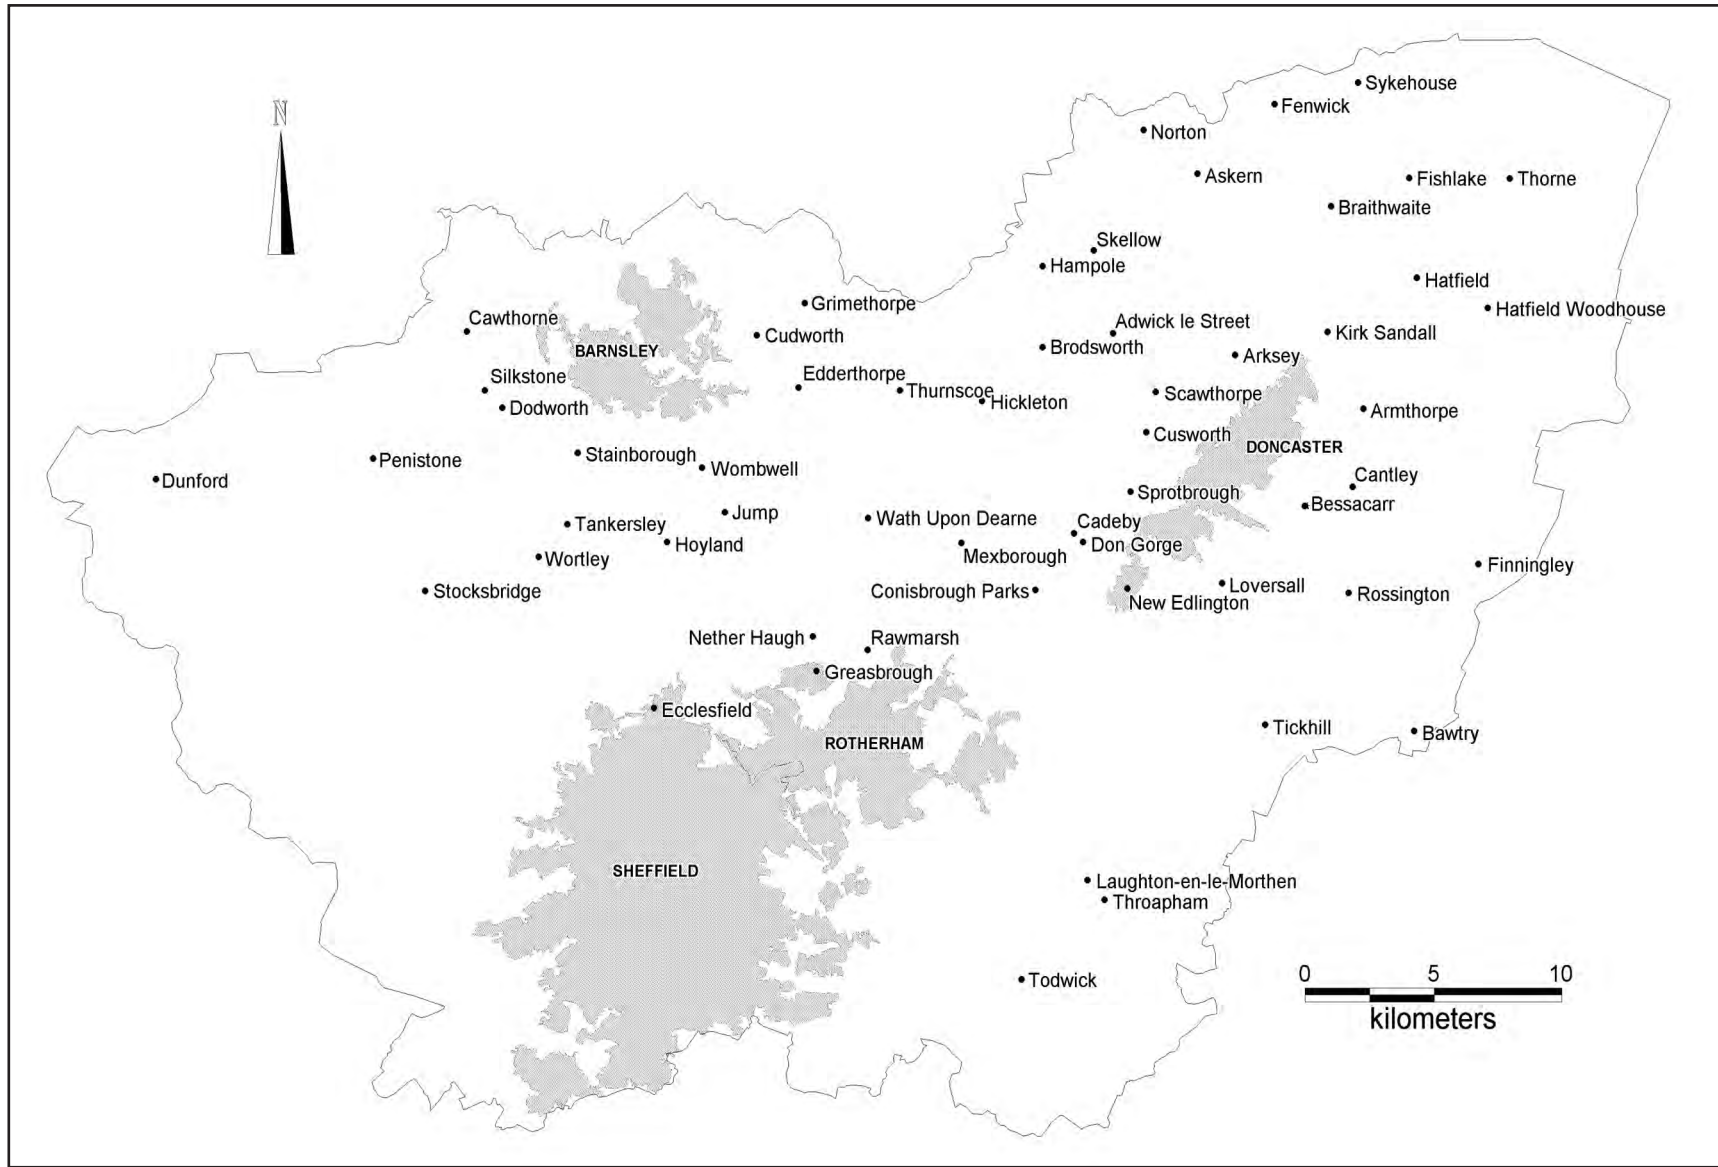 Sykehouse
Fenwick
N
Norton
Askern
Fishlake
Thorne
Braithwaite
Skellow
Hampole
Hatfield
Grimethorpe
Hatfield Woodhouse
Cawthorne
Adwick le Street
Kirk Sandall
Cudworth
BARNSLEY
Brodsworth
Arksey
Edderthorpe
Silkstone
Thurnscoe
Scawthorpe
Hickleton
Dodworth
Armthorpe
Cusworth
DONCASTER
Stainborough
Penistone
Wombwell
Cantley
Dunford
Sprotbrough
Bessacarr
Jump
Wath Upon Dearne
Cadeby
Tankersley
Hoyland
Don Gorge
Mexborough
Wortley
Finningley
Loversall
Stocksbridge
Conisbrough Parks
Rossington
New Edlington
Nether Haugh
Rawmarsh
Greasbrough
Ecclesfield
Tickhill
Bawtry
ROTHERHAM
SHEFFIELD
Laughton-en-le-Morthen
Throapham
Todwick
0 5 10
kilometers